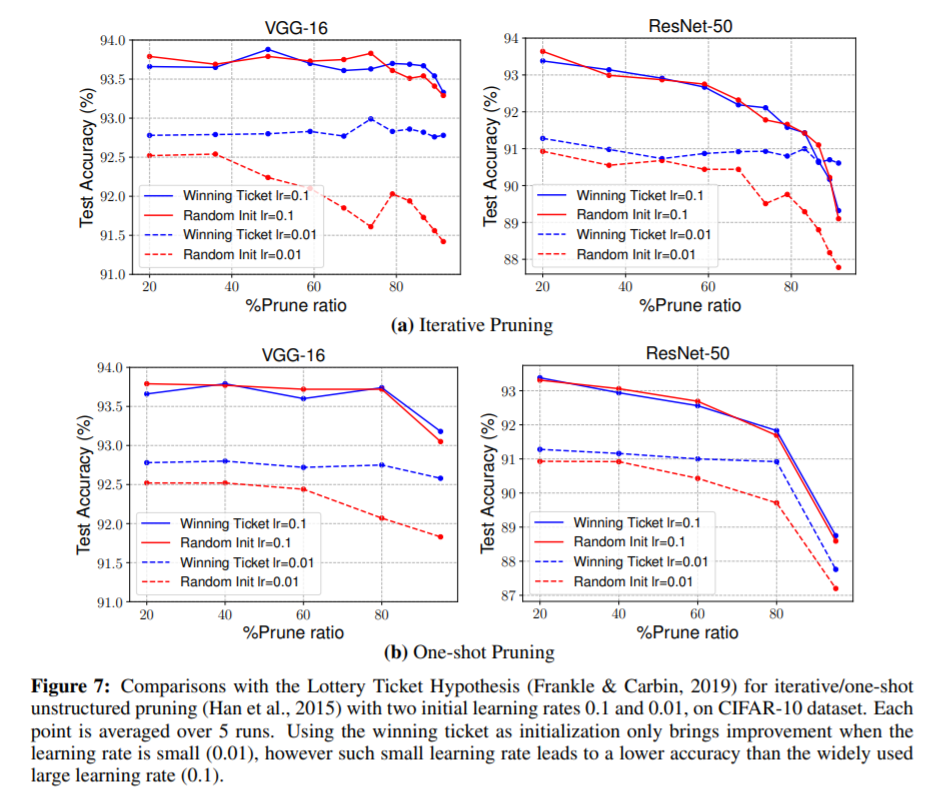 VGG-16
94.0
93.5
93.0
92.5
92.0
91.5
91.0
Test Accuracy (%)
Winning Ticket lr=0.1
Random Init lr=0.1
Winning Ticket lr=0.01
Random Init lr=0.01
20 40 60 80
%Prune ratio
ResNet-50
94
93
92
91
90
89
88
Test Accuracy (%)
Winning Ticket lr=0.1
Random Init lr=0.1
Winning Ticket lr=0.01
Random Init lr=0.01
20 40 60 80
%Prune ratio
(a) Iterative Pruning
VGG-16
94.0
93.5
93.0
92.5
92.0
91.5
91.0
Test Accuracy (%)
Winning Ticket lr=0.1
Random Init lr=0.1
Winning Ticket lr=0.01
Random Init lr=0.01
20 40 60 80
%Prune ratio
ResNet-50
93
92
91
90
89
88
87
Test Accuracy (%)
Winning Ticket lr=0.1
Random Init lr=0.1
Winning Ticket lr=0.01
Random Init lr=0.01
20 40 60 80
%Prune ratio
(b) One-shot Pruning
Figure 7: Comparisons with the Lottery Ticket Hypothesis (Frankle & Carbin, 2019) for iterative/one-shot
unstructured pruning (Han et al., 2015) with two initial learning rates 0.1 and 0.01, on CIFAR-10 dataset. Each
point is averaged over 5 runs. Using the winning ticket as initialization only brings improvement when the
learning rate is small (0.01), however such small learning rate leads to a lower accuracy than the widely used
large learning rate (0.1).